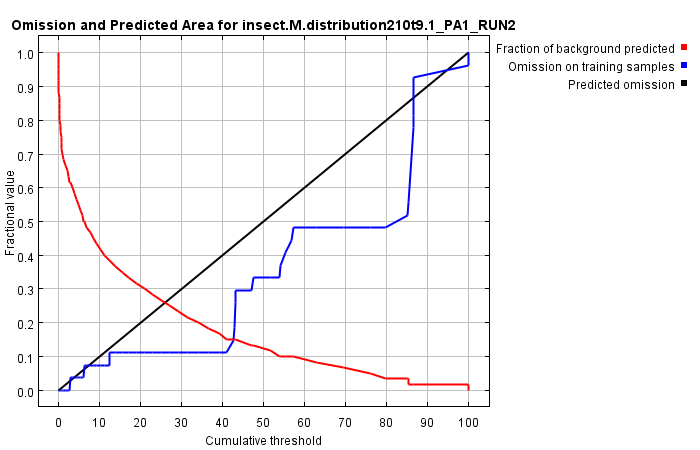 Omission and Predicted Area for insect.M.distribution210t9.1_PA1_RUN2
Fraction of background predicted
Omission on training samples
Predicted omission
Fractional value
1.0
0.9
0.8
0.7
0.6
0.5
0.4
0.3
0.2
0.1
0.0
0 10 20 30 40 50 60 70 80 90 100
Cumulative threshold